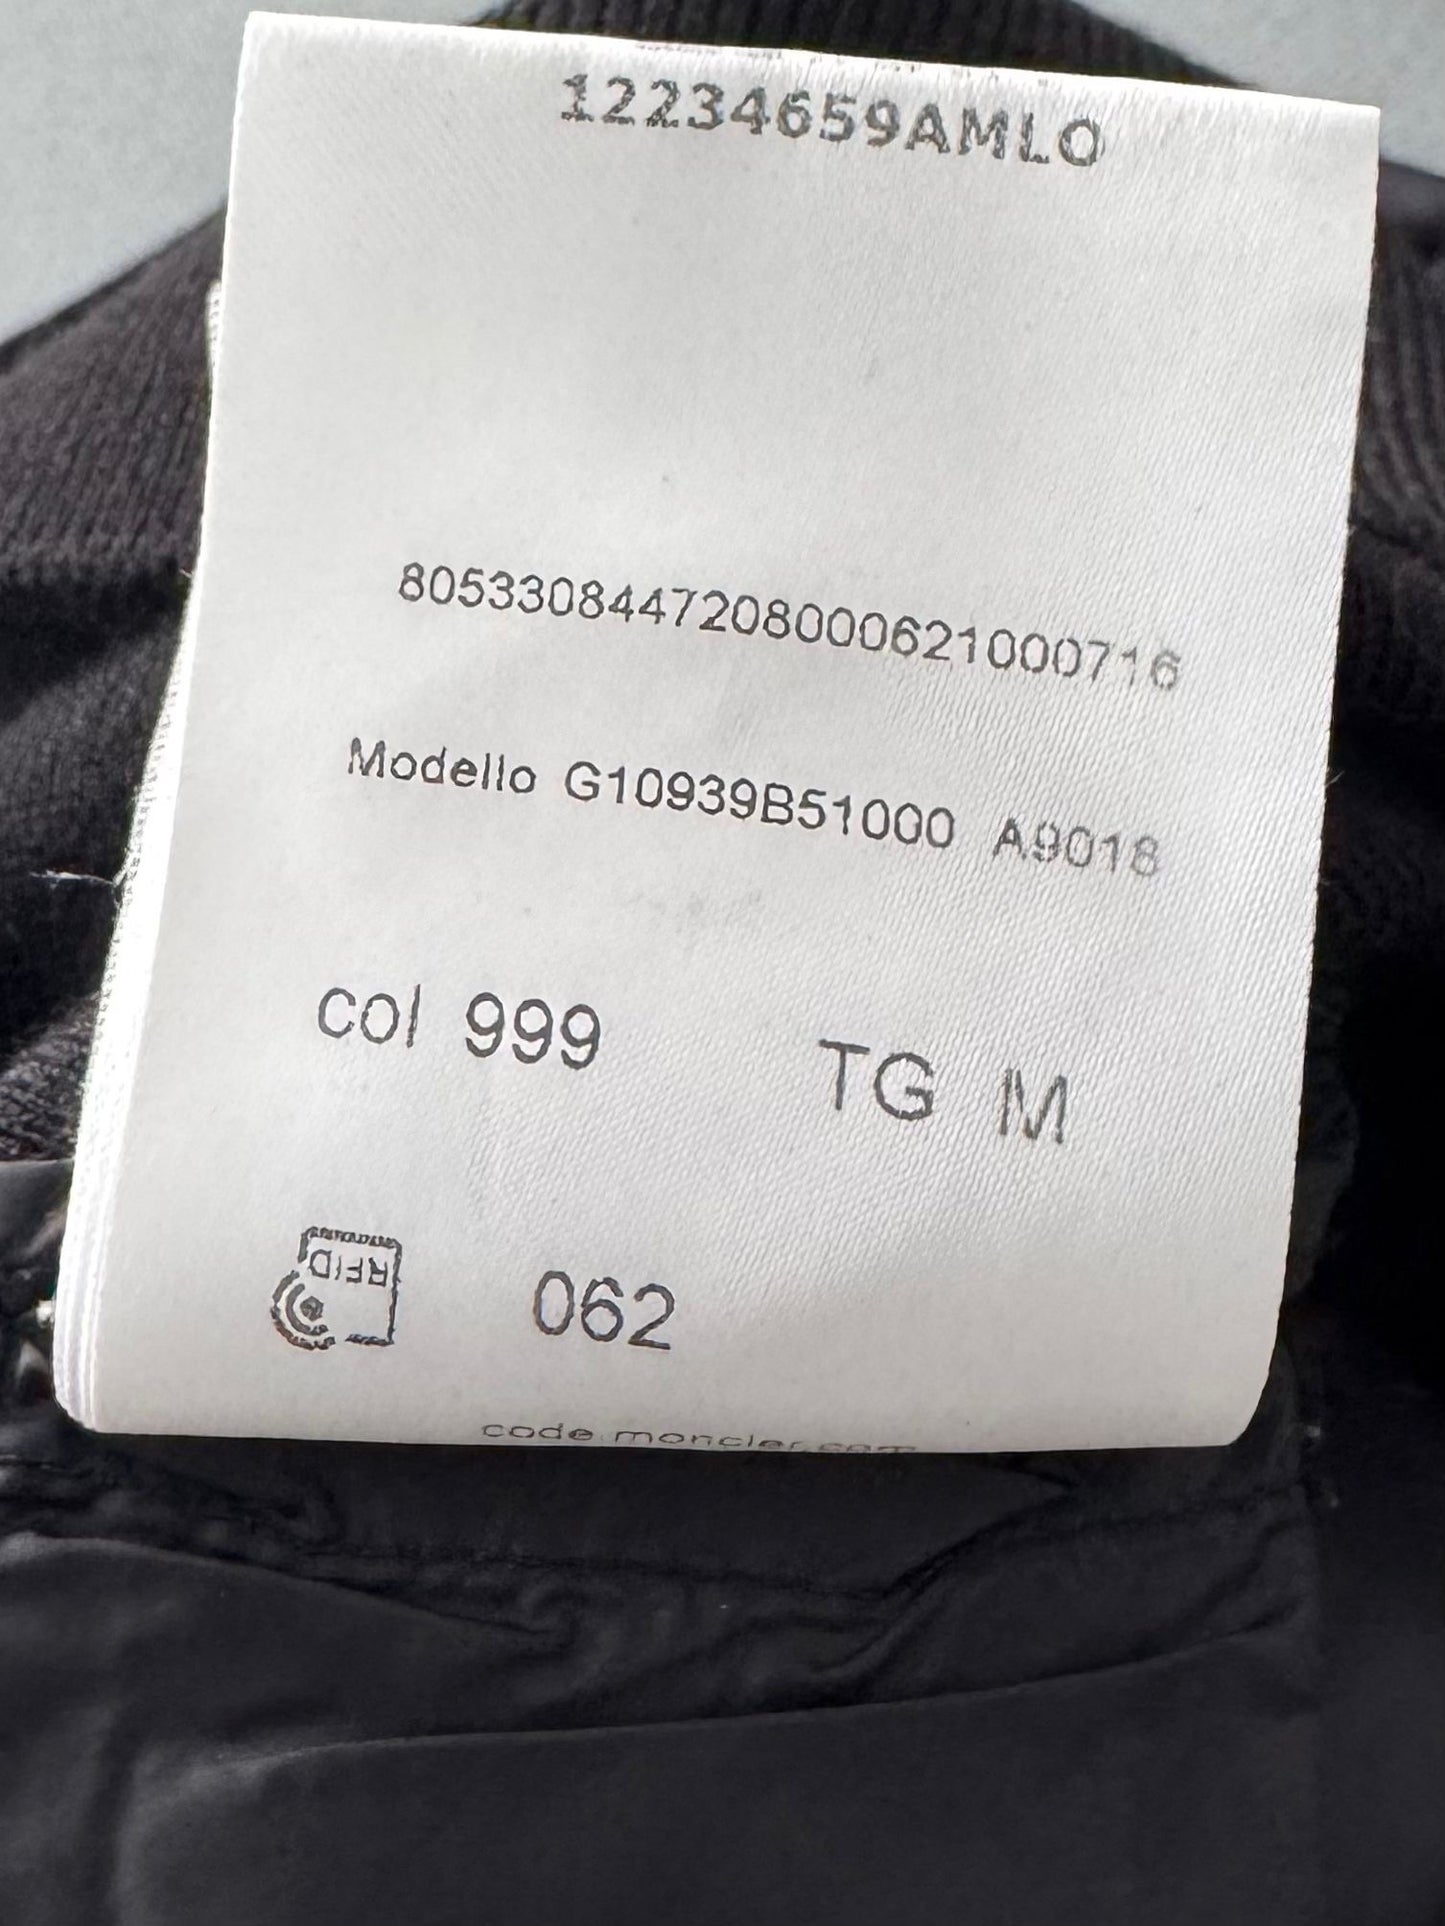 12234659AMLO
8053308447208000621000716
Modello G10939B51000 A9018
col 999 TG M
RFID 062
code.moncler.com